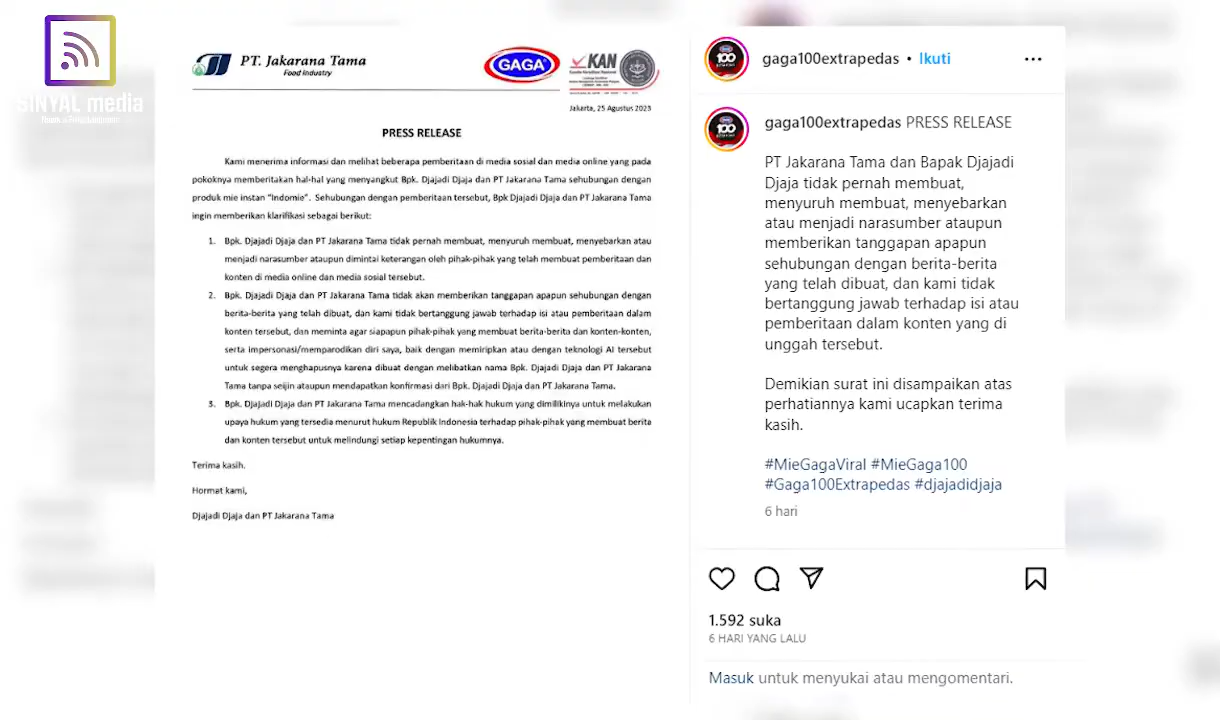 SINYAL media
PT. Jakarana Tama
Food Industry
GAGA
KAN
Jakarta, 25 Agustus 2023
PRESS RELEASE
Kami menerima informasi dan melihat beberapa pemberitaan di media sosial dan media online yang pada
pokoknya memberitakan hal-hal yang menyangkut Bpk. Djajadi Djaja dan PT Jakarana Tama sehubungan dengan
produk mie instan "Indomie". Sehubungan dengan pemberitaan tersebut, Bpk Djajadi Djaja dan PT Jakarana Tama
ingin memberikan klarifikasi sebagai berikut:
1. Bpk. Djajadi Djaja dan PT Jakarana Tama tidak pernah membuat, menyuruh membuat, menyebarkan atau
menjadi narasumber ataupun dimintai keterangan oleh pihak-pihak yang telah membuat pemberitaan dan
konten di media online dan media sosial tersebut.
2. Bpk. Djajadi Djaja dan PT Jakarana Tama tidak akan memberikan tanggapan apapun sehubungan dengan
berita-berita yang telah dibuat, dan kami tidak bertanggung jawab terhadap isi atau pemberitaan dalam
konten tersebut, dan meminta agar siapapun pihak-pihak yang membuat berita-berita dan konten-konten,
serta impersonasi/memparodikan diri saya, baik dengan memiripkan atau dengan teknologi AI tersebut
untuk segera menghapusnya karena dibuat dengan melibatkan nama Bpk. Djajadi Djaja dan PT Jakarana
Tama tanpa seijin ataupun mendapatkan konfirmasi dari Bpk. Djajadi Djaja dan PT Jakarana Tama.
3. Bpk. Djajadi Djaja dan PT Jakarana Tama mencadangkan hak-hak hukum yang dimilikinya untuk melakukan
upaya hukum yang tersedia menurut hukum Republik Indonesia terhadap pihak-pihak yang membuat berita
dan konten tersebut untuk melindungi setiap kepentingan hukumnya.
Terima kasih.
Hormat kami,
Djajadi Djaja dan PT Jakarana Tama
gaga100extrapedas • Ikuti
gaga100extrapedas PRESS RELEASE
PT Jakarana Tama dan Bapak Djajadi
Djaja tidak pernah membuat,
menyuruh membuat, menyebarkan
atau menjadi narasumber ataupun
memberikan tanggapan apapun
sehubungan dengan berita-berita
yang telah dibuat, dan kami tidak
bertanggung jawab terhadap isi atau
pemberitaan dalam konten yang di
unggah tersebut.
Demikian surat ini disampaikan atas
perhatiannya kami ucapkan terima
kasih.
#MieGagaViral #MieGaga100
#Gaga100Extrapedas #djajadidjaja
6 hari
1.592 suka
6 HARI YANG LALU
Masuk untuk menyukai atau mengomentari.